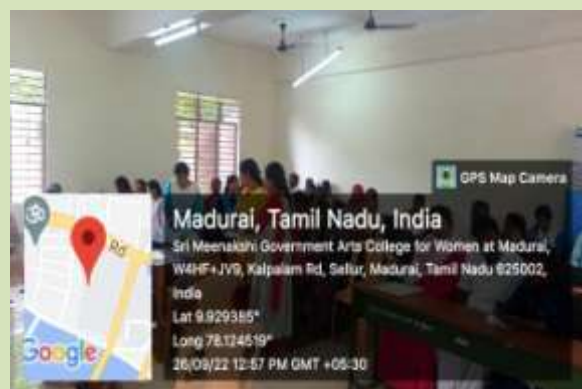 GPS Map Camera
Madurai, Tamil Nadu, India
Sri Meenakshi Government Arts College for Women at Madurai,
W4HF+JV9, Kalpalam Rd, Sellur, Madurai, Tamil Nadu 625002,
India
Lat 9.929385°
Long 78.124519°
26/09/22 12:57 PM GMT +05:30
Rd
Google